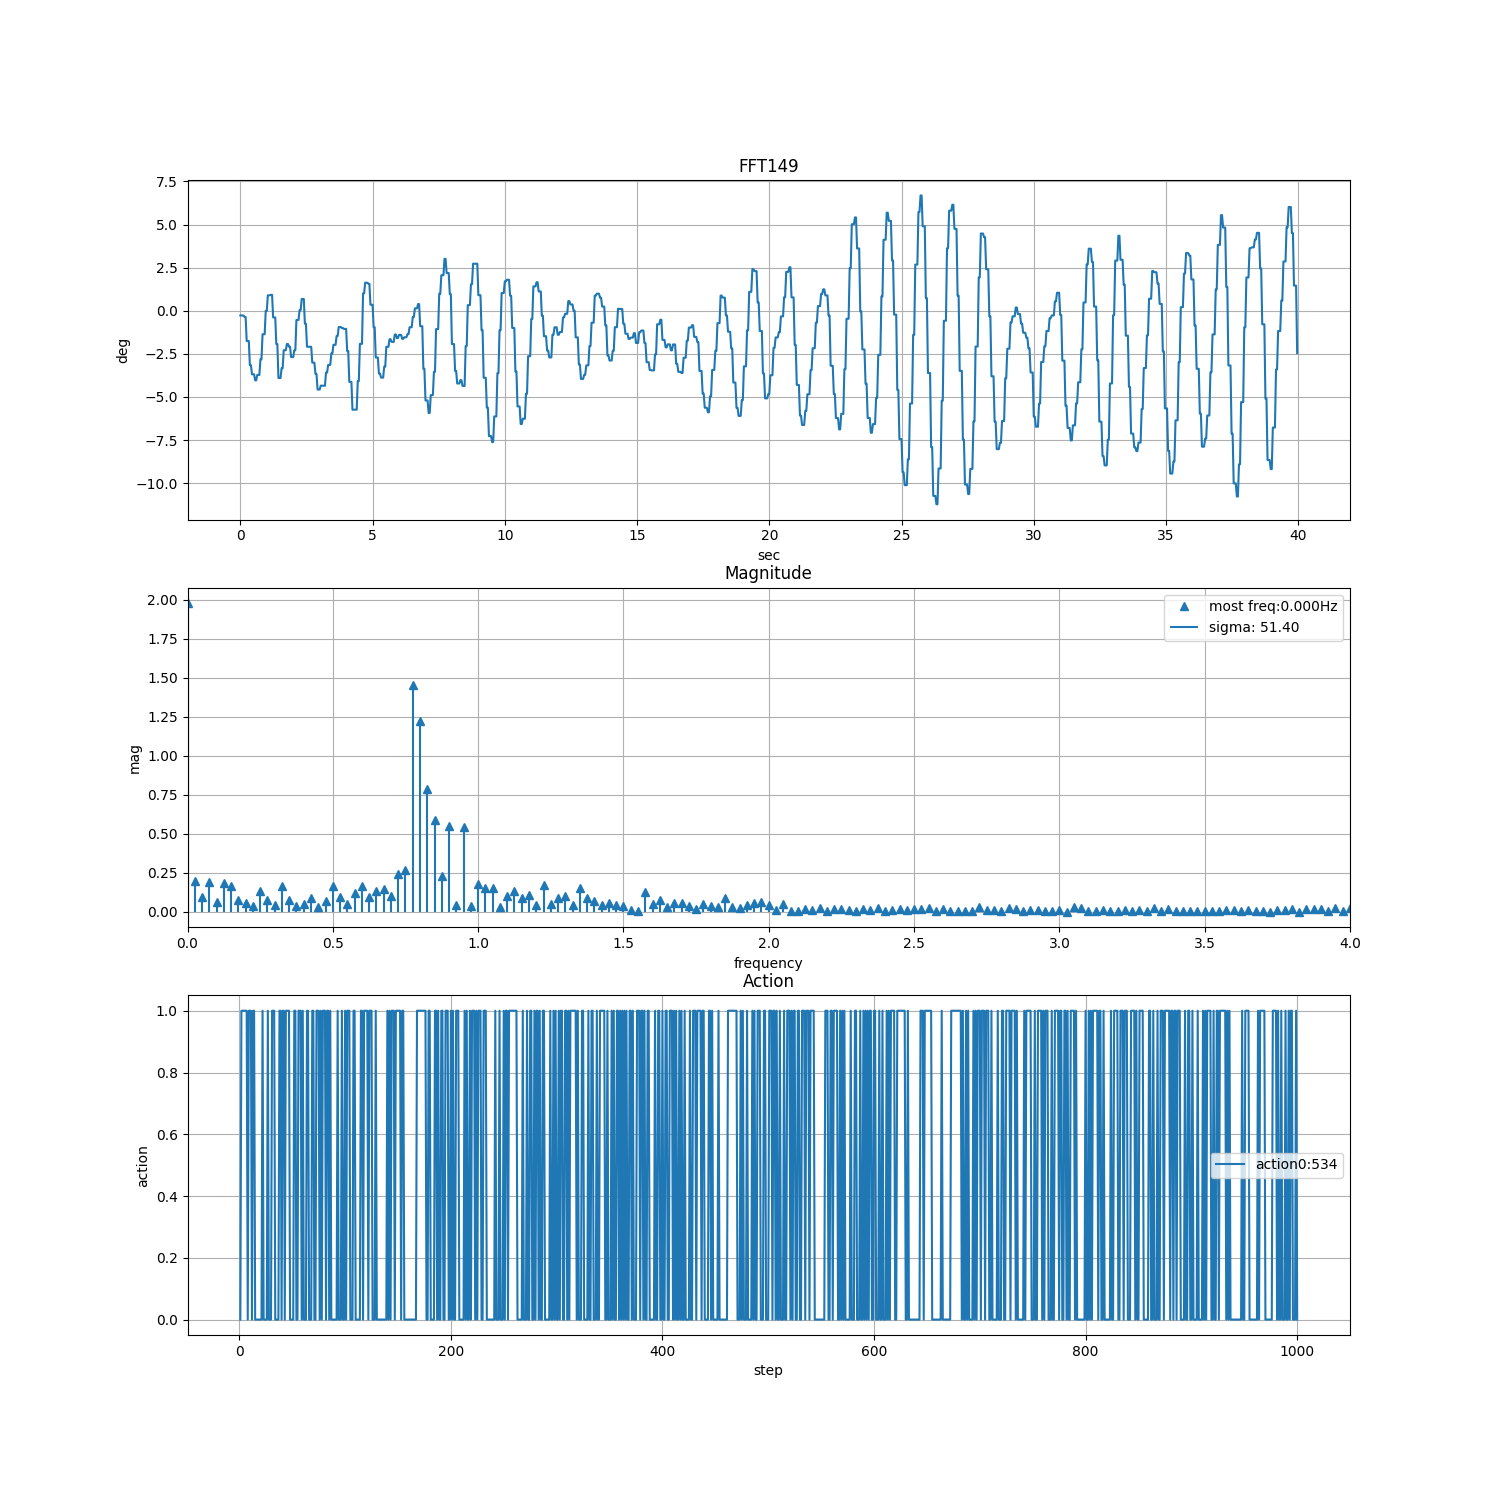 FFT149
7.5
5.0
2.5
0.0
−2.5
−5.0
−7.5
−10.0
deg
0 5 10 15 20 25 30 35 40
sec
Magnitude
2.00
1.75
1.50
1.25
1.00
0.75
0.50
0.25
0.00
mag
most freq:0.000Hz
sigma: 51.40
0.0 0.5 1.0 1.5 2.0 2.5 3.0 3.5 4.0
frequency
Action
1.0
0.8
0.6
0.4
0.2
0.0
action
action0:534
0 200 400 600 800 1000
step